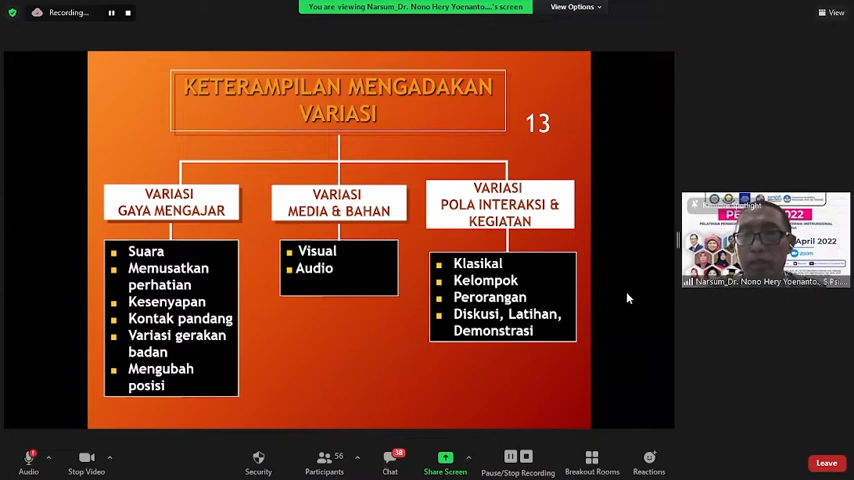 Recording...
You are viewing Narsum_Dr. Nono Hery Yoenanto....'s screen
View Options
View
KETERAMPILAN MENGADAKAN
VARIASI
13
VARIASI
GAYA MENGAJAR
Suara
Memusatkan
perhatian
Kesenyapan
Kontak pandang
Variasi gerakan
badan
Mengubah
posisi
VARIASI
MEDIA & BAHAN
Visual
Audio
VARIASI
POLA INTERAKSI &
KEGIATAN
Klasikal
Kelompok
Perorangan
Diskusi, Latihan,
Demonstrasi
2022
April 2022
zoom
Narsum_Dr. Nono Hery Yoenanto., S.Psi....
Audio
Stop Video
Security
56
Participants
38
Chat
Share Screen
Pause/Stop Recording
Breakout Rooms
Reactions
Leave